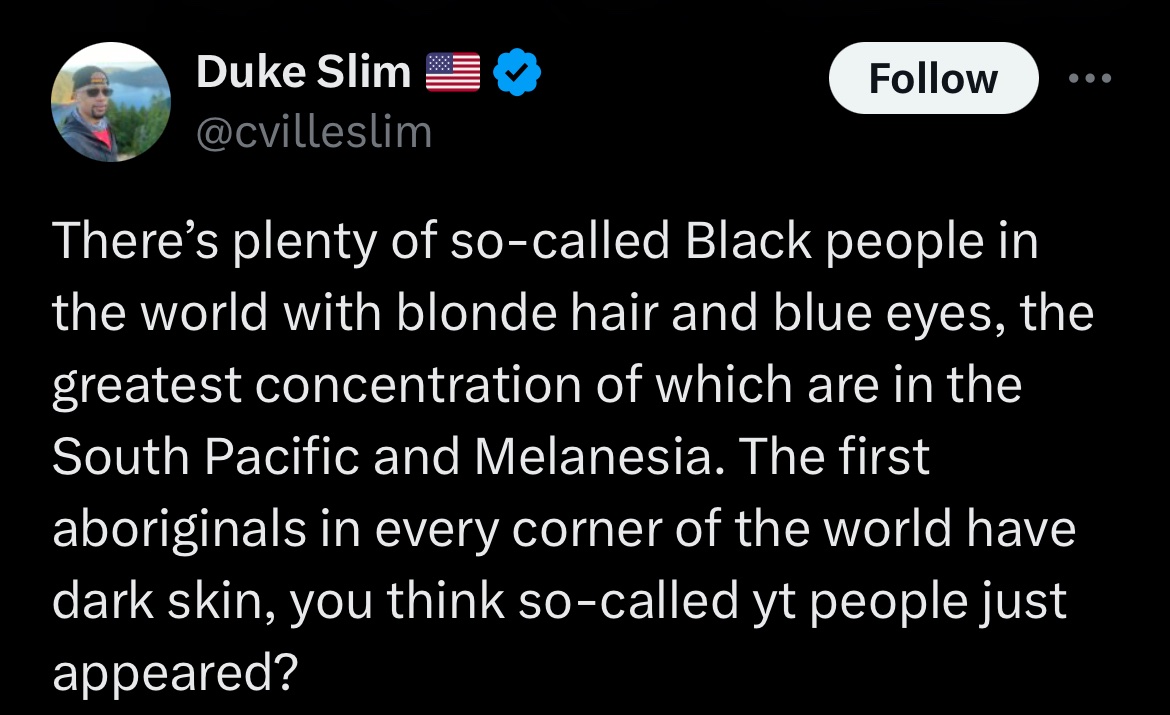 Duke Slim 🇺🇸
Follow
@cvilleslim
There’s plenty of so-called Black people in
the world with blonde hair and blue eyes, the
greatest concentration of which are in the
South Pacific and Melanesia. The first
aboriginals in every corner of the world have
dark skin, you think so-called yt people just
appeared?